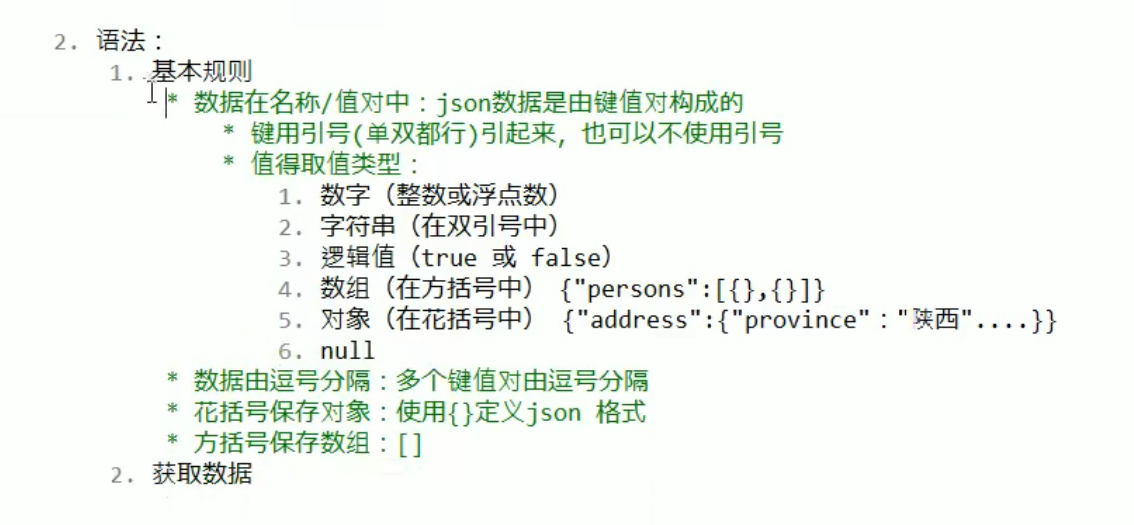 2. 语法：
1. 基本规则
* 数据在名称/值对中：json数据是由键值对构成的
* 键用引号(单双都行)引起来，也可以不使用引号
* 值得取值类型：
1. 数字（整数或浮点数）
2. 字符串（在双引号中）
3. 逻辑值（true 或 false）
4. 数组（在方括号中） {"persons":[{},{}]}
5. 对象（在花括号中） {"address":{"province"："陕西"....}}
6. null
* 数据由逗号分隔：多个键值对由逗号分隔
* 花括号保存对象：使用{}定义json 格式
* 方括号保存数组：[]
2. 获取数据